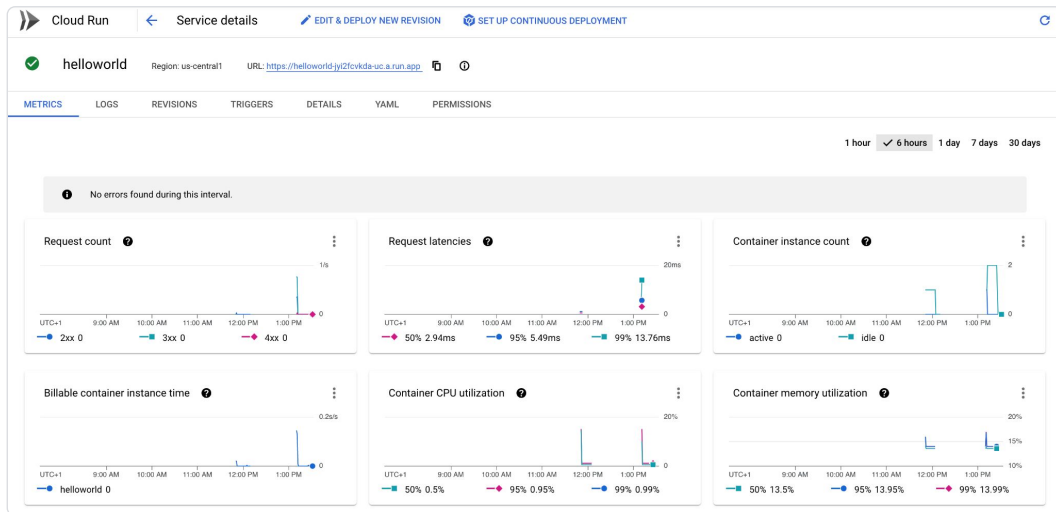 Cloud Run Service details EDIT & DEPLOY NEW REVISION SET UP CONTINUOUS DEPLOYMENT
helloworld Region: us-central1 URL: https://helloworld-jyi2fcvkda-uc.a.run.app
METRICS LOGS REVISIONS TRIGGERS DETAILS YAML PERMISSIONS
1 hour 6 hours 1 day 7 days 30 days
No errors found during this interval.
Request count
1/s
0
UTC+1 9:00 AM 10:00 AM 11:00 AM 12:00 PM 1:00 PM
2xx 0 3xx 0 4xx 0
Request latencies
20ms
0
UTC+1 9:00 AM 10:00 AM 11:00 AM 12:00 PM 1:00 PM
50% 2.94ms 95% 5.49ms 99% 13.76ms
Container instance count
2
0
UTC+1 9:00 AM 10:00 AM 11:00 AM 12:00 PM 1:00 PM
active 0 idle 0
Billable container instance time
0.2s/s
0
UTC+1 9:00 AM 10:00 AM 11:00 AM 12:00 PM 1:00 PM
helloworld 0
Container CPU utilization
20%
0
UTC+1 9:00 AM 10:00 AM 11:00 AM 12:00 PM 1:00 PM
50% 0.5% 95% 0.95% 99% 0.99%
Container memory utilization
20%
15%
10%
UTC+1 9:00 AM 10:00 AM 11:00 AM 12:00 PM 1:00 PM
50% 13.5% 95% 13.95% 99% 13.99%